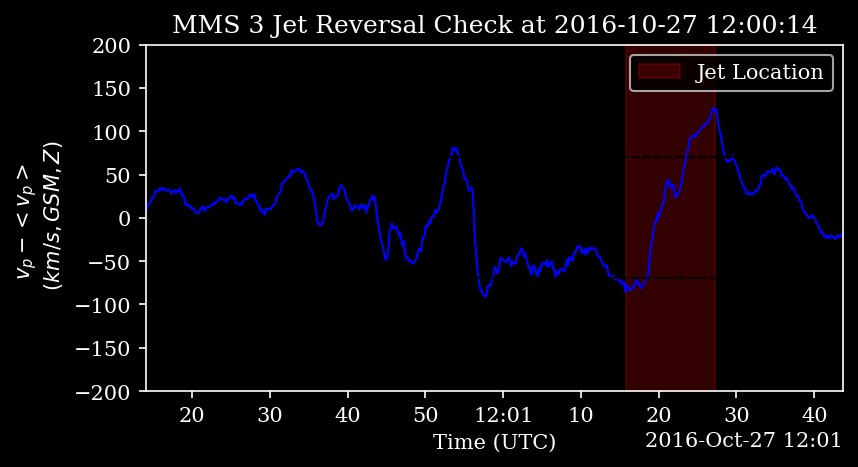 MMS 3 Jet Reversal Check at 2016-10-27 12:00:14
Jet Location
200
150
100
50
0
−50
−100
−150
−200
v_p − <v_p>
(km/s, GSM, Z)
20 30 40 50 12:01 10 20 30 40
Time (UTC)
2016-Oct-27 12:01